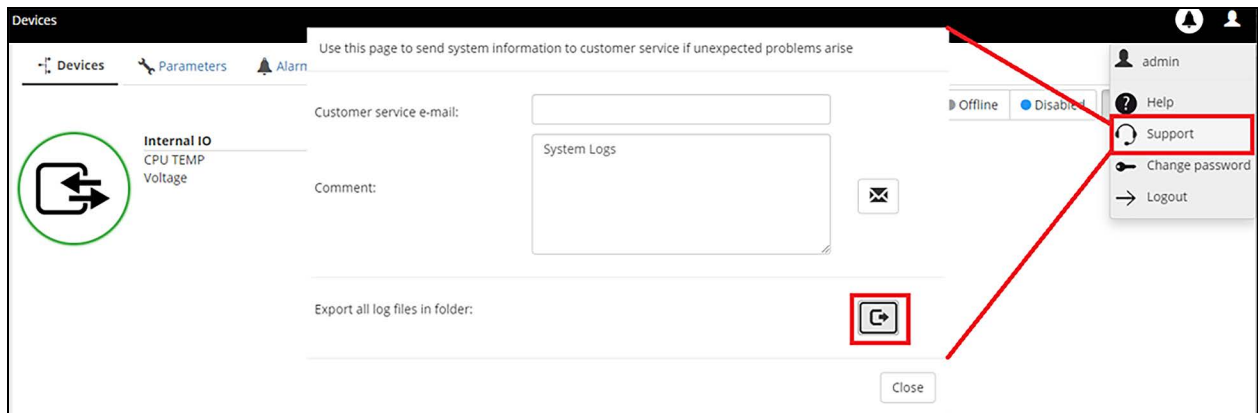 Devices
Use this page to send system information to customer service if unexpected problems arise
Devices
Parameters
Alarm
admin
Offline
Disabled
Help
Customer service e-mail:
Support
Internal IO
System Logs
CPU TEMP
Change password
Voltage
Comment:
Logout
Export all log files in folder:
Close